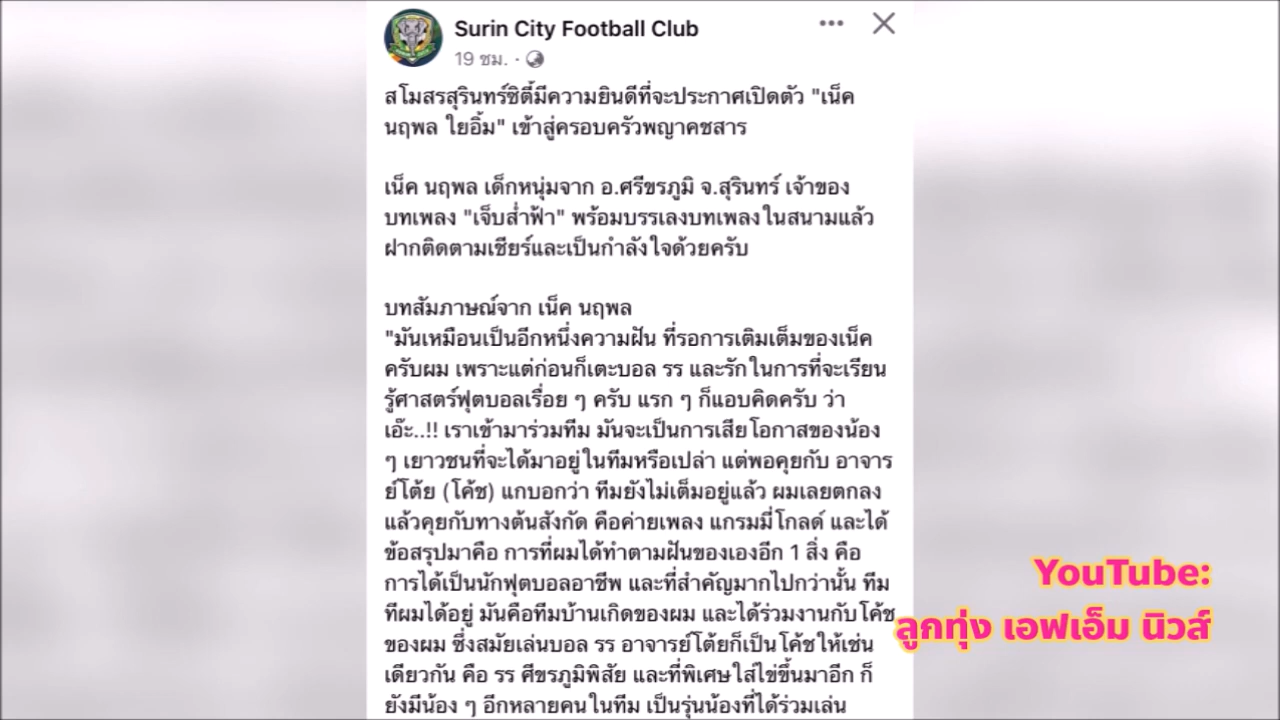 Surin City Football Club
19 ชม. ·
สโมสรสุรินทร์ซิตี้มีความยินดีที่จะประกาศเปิดตัว "เน็ค
นฤพล ใยอิ้ม" เข้าสู่ครอบครัวพญาคชสาร
เน็ค นฤพล เด็กหนุ่มจาก อ.ศรีขรภูมิ จ.สุรินทร์ เจ้าของ
บทเพลง "เจ็บส่ำฟ้า" พร้อมบรรเลงบทเพลงในสนามแล้ว
ฝากติดตามเชียร์และเป็นกำลังใจด้วยครับ
บทสัมภาษณ์จาก เน็ค นฤพล
"มันเหมือนเป็นอีกหนึ่งความฝัน ที่รอการเติมเต็มของเน็ค
ครับผม เพราะแต่ก่อนก็เตะบอล รร และรักในการที่จะเรียน
รู้ศาสตร์ฟุตบอลเรื่อย ๆ ครับ แรก ๆ ก็แอบคิดครับ ว่า
เอ๊ะ..!! เราเข้ามาร่วมทีม มันจะเป็นการเสียโอกาสของน้อง
ๆ เยาวชนที่จะได้มาอยู่ในทีมหรือเปล่า แต่พอคุยกับ อาจาร
ย์โต้ย (โค้ช) แกบอกว่า ทีมยังไม่เต็มอยู่แล้ว ผมเลยตกลง
แล้วคุยกับทางต้นสังกัด คือค่ายเพลง แกรมมี่โกลด์ และได้
ข้อสรุปมาคือ การที่ผมได้ทำตามฝันของเองอีก 1 สิ่ง คือ
การได้เป็นนักฟุตบอลอาชีพ และที่สำคัญมากไปกว่านั้น ทีม
ทีผมได้อยู่ มันคือทีมบ้านเกิดของผม และได้ร่วมงานกับโค้ช
ของผม ซึ่งสมัยเล่นบอล รร อาจารย์โต้ยก็เป็นโค้ชให้เช่น
เดียวกัน คือ รร ศีขรภูมิพิสัย และที่พิเศษใส่ไข่ขึ้นมาอีก ก็
ยังมีน้อง ๆ อีกหลายคนในทีม เป็นรุ่นน้องที่ได้ร่วมเล่น
YouTube:
ลูกทุ่ง เอฟเอ็ม นิวส์